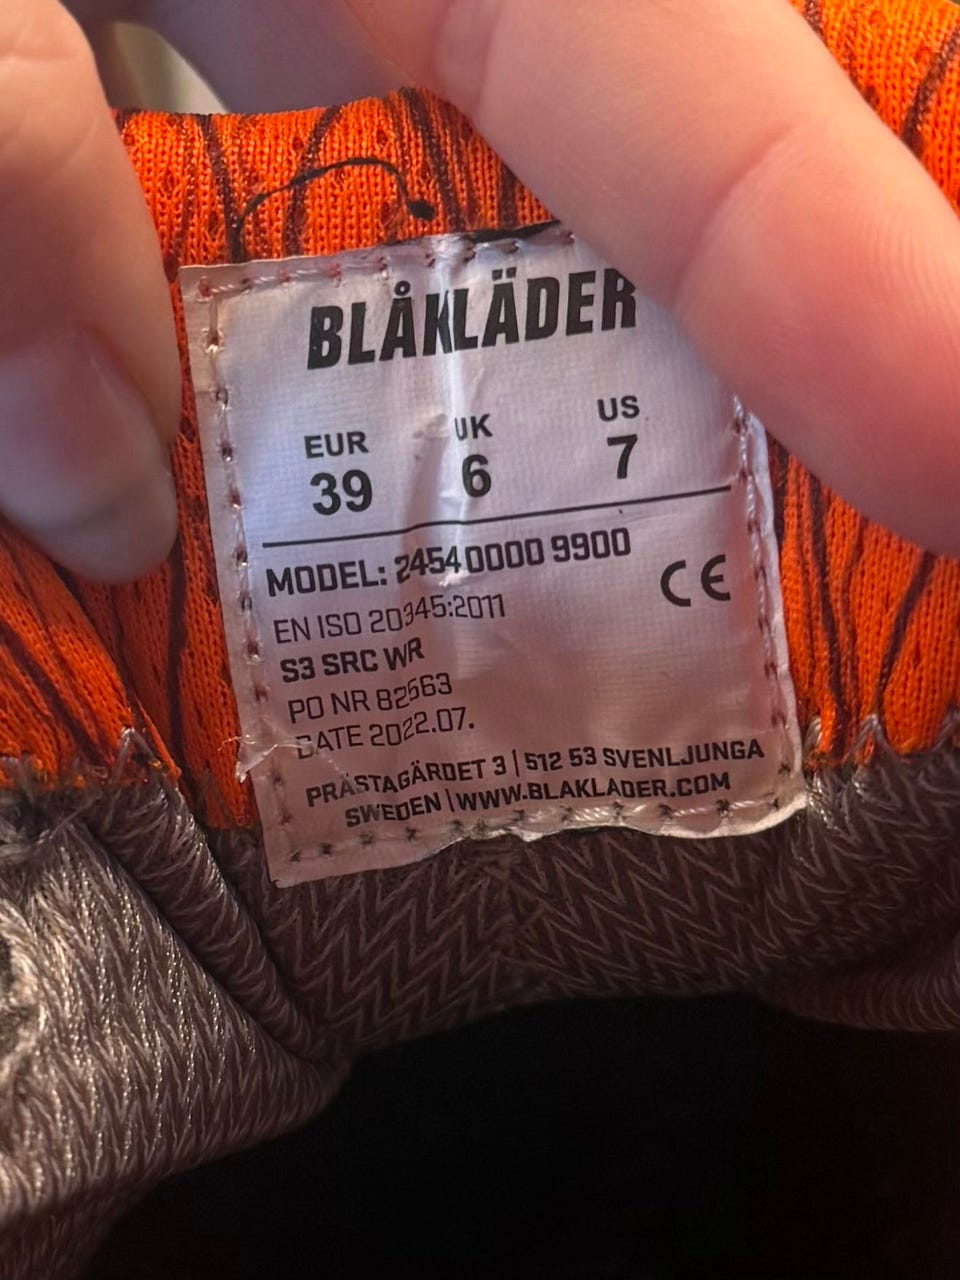 BLÅKLÄDER
EUR UK US
39 6 7
MODEL: 2454 0000 9900
EN ISO 20345:2011
S3 SRC WR
PO NR 82563
DATE 2022.07.
CE
PRÄSTAGÄRDET 3 | 512 53 SVENLJUNGA
SWEDEN | WWW.BLAKLADER.COM